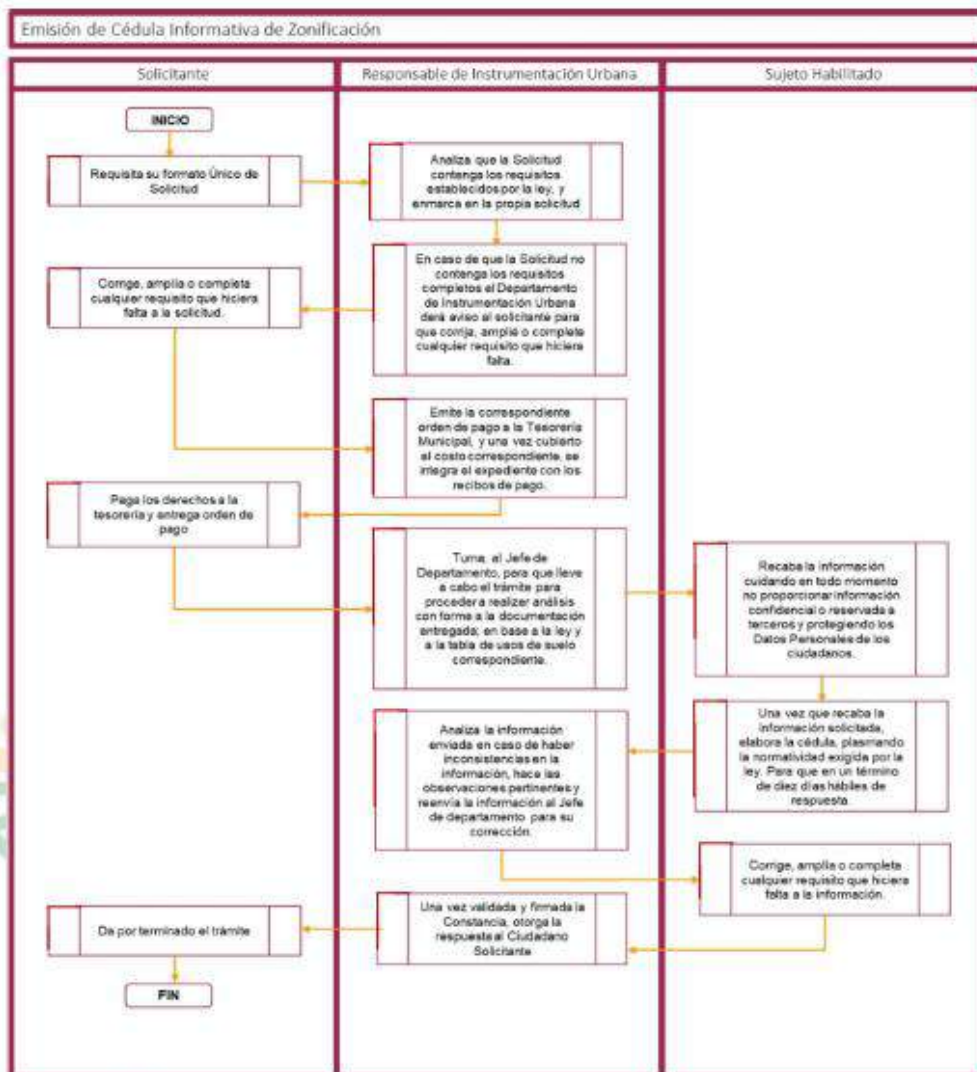 Emisión de Cédula Informativa de Zonificación
Solicitante
Responsable de Instrumentación Urbana
Sujeto Habilitado
INICIO
Requisita su formato Único de
Solicitud
Analiza que la Solicitud
contenga los requisitos
establecidos por la ley, y
enmarca en la propia solicitud
En caso de que la Solicitud no
contenga los requisitos
completos el Departamento
de Instrumentación Urbana
dará aviso al solicitante para
que corrija, amplié o complete
cualquier requisito que hiciera
falta.
Corrige, amplia o completa
cualquier requisito que hiciera
falta a la solicitud.
Emite la correspondiente
orden de pago a la Tesorería
Municipal, y una vez cubierto
el costo correspondiente, se
integra el expediente con los
recibos de pago.
Paga los derechos a la
tesorería y entrega orden de
pago
Turna al Jefe de
Departamento, para que lleve
a cabo el trámite para
proceder a realizar análisis
con forme a la documentación
entregada; en base a la ley y
a la tabla de usos de suelo
correspondiente.
Recaba la información
cuidando en todo momento
no proporcionar información
confidencial o reservada a
terceros y protegiendo los
Datos Personales de los
ciudadanos.
Una vez que recaba la
información solicitada,
elabora la cédula, plasmando
la normatividad exigida por la
ley. Para que en un término
de diez días hábiles de
respuesta.
Analiza la información
enviada en caso de haber
inconsistencias en la
información, hace las
observaciones pertinentes y
reenvía la información al Jefe
de departamento para su
corrección.
Corrige, amplia o completa
cualquier requisito que hiciera
falta a la información.
Una vez validada y firmada la
Constancia, otorga la
respuesta al Ciudadano
Solicitante
Da por terminado el trámite
FIN